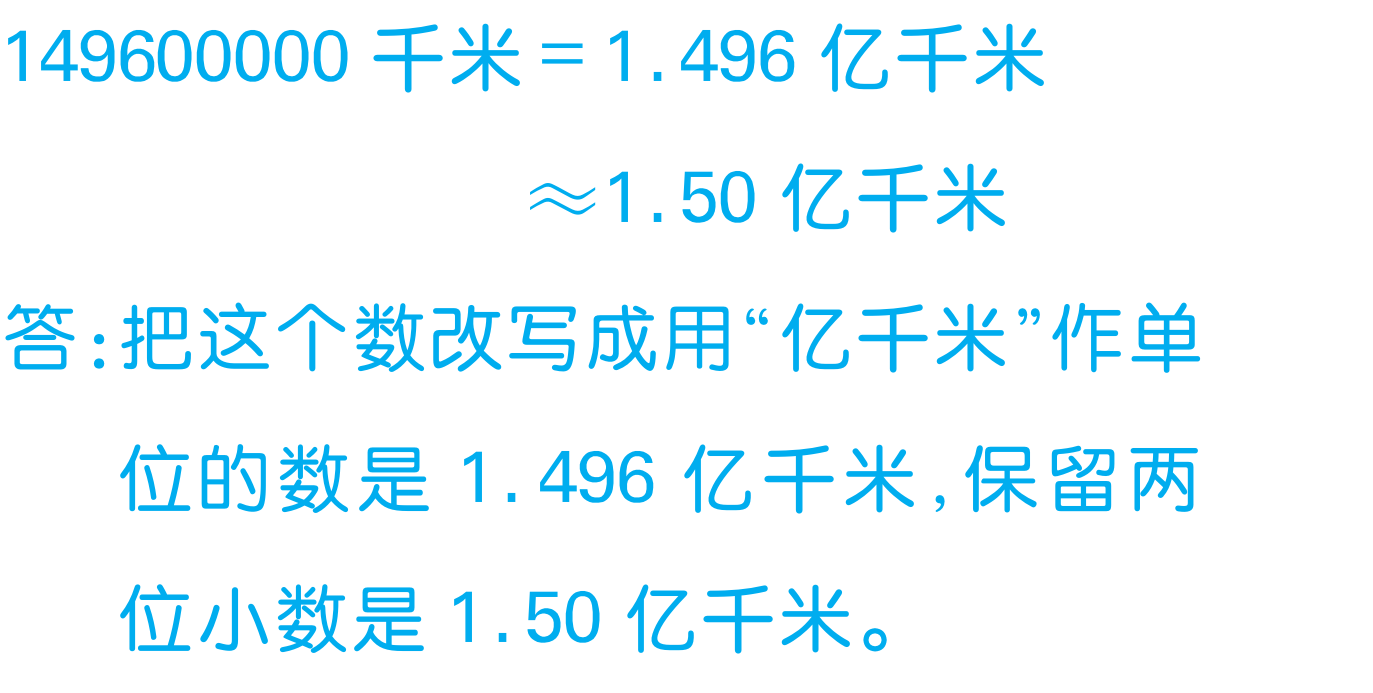 149600000 千米 = 1.496 亿千米
≈1.50 亿千米
答:把这个数改写成用“亿千米”作单
位的数是 1.496 亿千米,保留两
位小数是 1.50 亿千米。